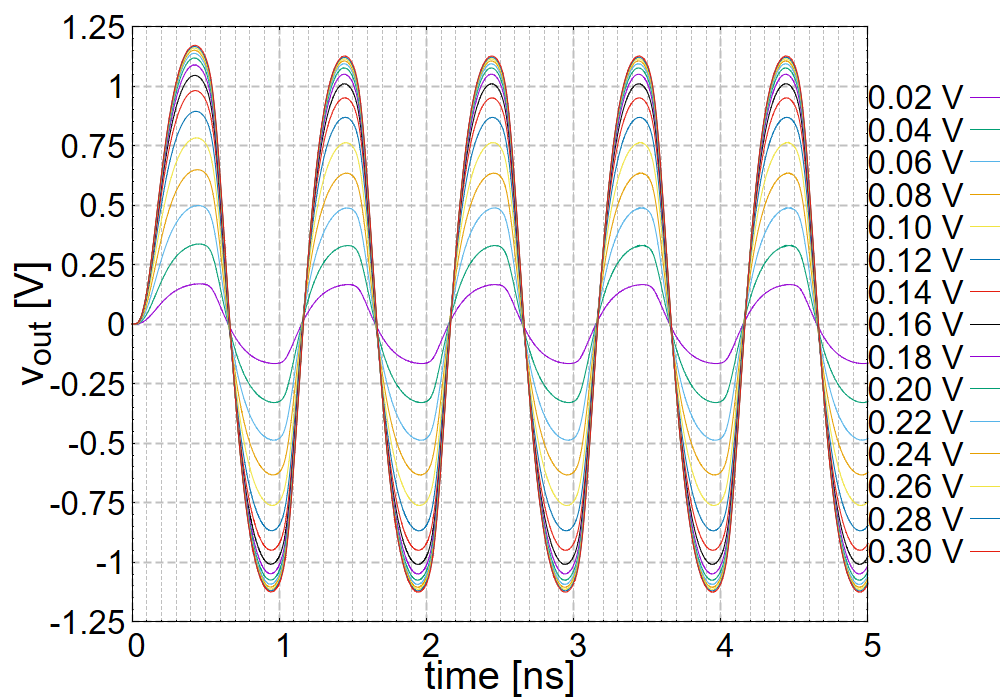 1.25
1
0.75
0.5
0.25
0
-0.25
-0.5
-0.75
-1
-1.25
vout [V]
0 1 2 3 4 5
time [ns]
0.02 V
0.04 V
0.06 V
0.08 V
0.10 V
0.12 V
0.14 V
0.16 V
0.18 V
0.20 V
0.22 V
0.24 V
0.26 V
0.28 V
0.30 V